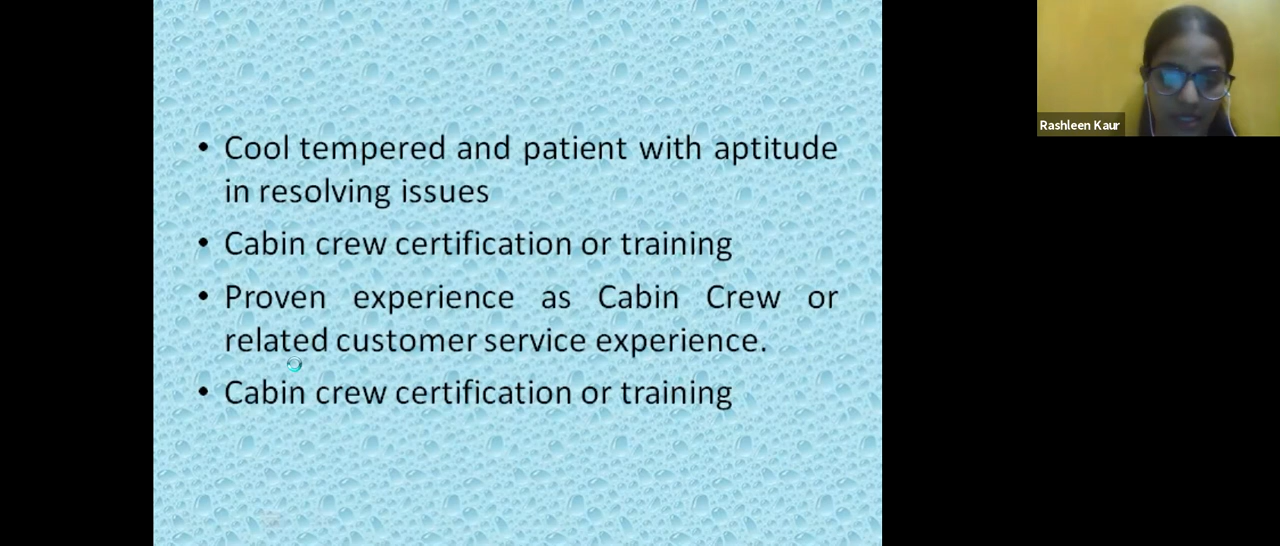 • Cool tempered and patient with aptitude
in resolving issues
• Cabin crew certification or training
• Proven experience as Cabin Crew or
related customer service experience.
• Cabin crew certification or training
Rashleen Kaur